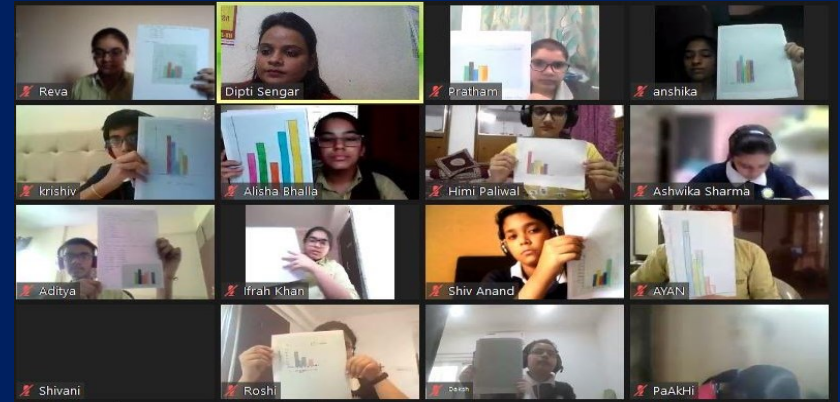 Reva
Dipti Sengar
Pratham
anshika
krishiv
Alisha Bhalla
Himi Paliwal
Ashwika Sharma
Aditya
Ifrah Khan
Shiv Anand
AYAN
Shivani
Roshi
Daksh
PaAkHi